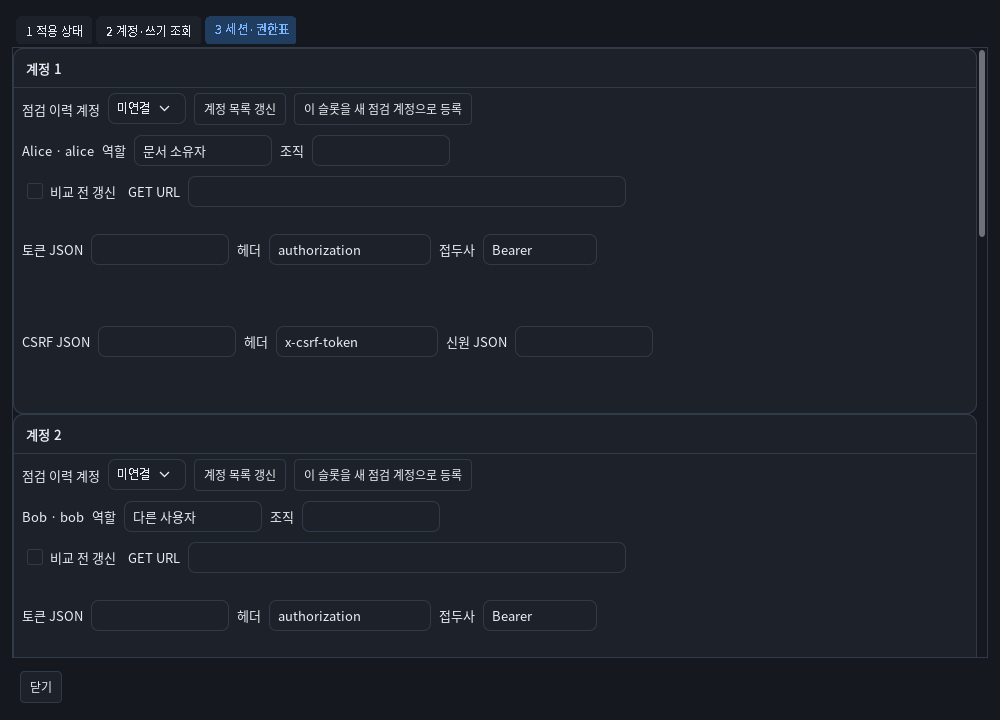 1 적용 상태 2 계정·쓰기 조회 3 세션·권한표
계정 1
점검 이력 계정 미연결 계정 목록 갱신 이 슬롯을 새 점검 계정으로 등록
Alice · alice 역할 문서 소유자 조직
비교 전 갱신 GET URL
토큰 JSON 헤더 authorization 접두사 Bearer
CSRF JSON 헤더 x-csrf-token 신원 JSON
계정 2
점검 이력 계정 미연결 계정 목록 갱신 이 슬롯을 새 점검 계정으로 등록
Bob · bob 역할 다른 사용자 조직
비교 전 갱신 GET URL
토큰 JSON 헤더 authorization 접두사 Bearer
닫기